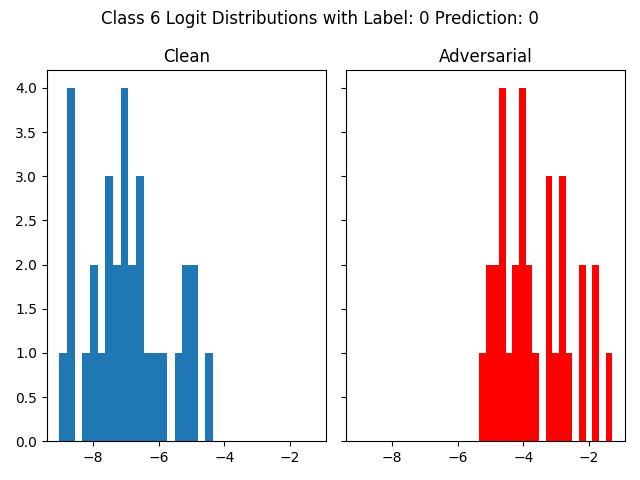 Class 6 Logit Distributions with Label: 0 Prediction: 0
Clean
Adversarial
4.0
3.5
3.0
2.5
2.0
1.5
1.0
0.5
0.0
−8 −6 −4 −2
−8 −6 −4 −2